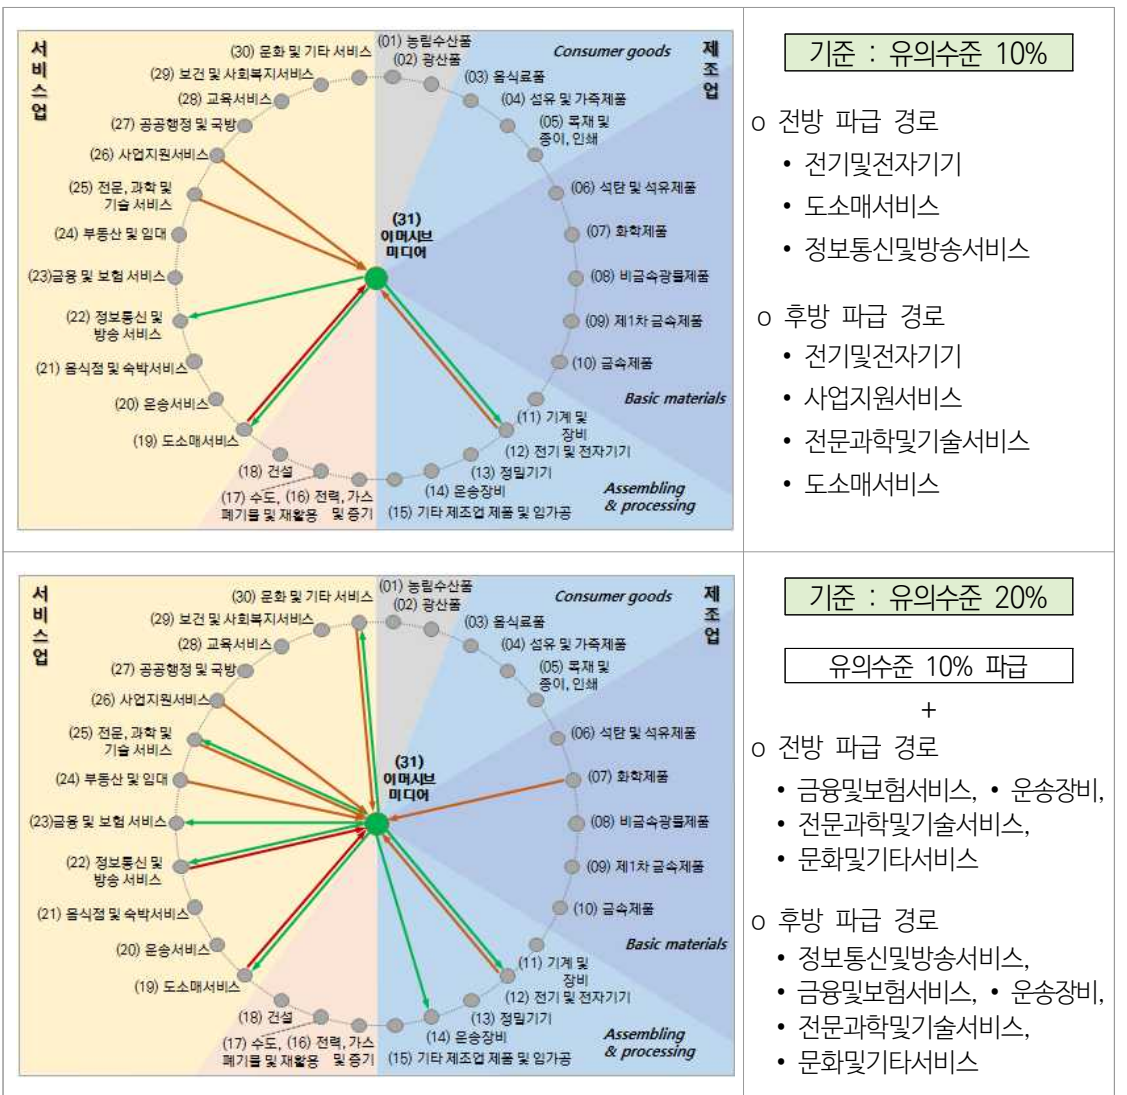 서비스업
제조업
Consumer goods
(30) 문화 및 기타 서비스
(01) 농림수산품
(02) 광산품
(29) 보건 및 사회복지서비스
(03) 음식료품
(28) 교육서비스
(04) 섬유 및 가죽제품
(27) 공공행정 및 국방
(05) 목재 및
종이, 인쇄
(26) 사업지원서비스
(25) 전문, 과학 및
기술 서비스
(06) 석탄 및 석유제품
(31)
이머시브
미디어
(24) 부동산 및 임대
(07) 화학제품
(23)금융 및 보험 서비스
(08) 비금속광물제품
(22) 정보통신 및
방송 서비스
(09) 제1차 금속제품
(21) 음식점 및 숙박서비스
(10) 금속제품
(20) 운송서비스
Basic materials
(11) 기계 및
장비
(19) 도소매서비스
(12) 전기 및 전자기기
(18) 건설
(13) 정밀기기
(17) 수도,
폐기물 및 재활용
(16) 전력, 가스
및 증기
(14) 운송장비
(15) 기타 제조업 제품 및 임가공
Assembling
& processing
기준 : 유의수준 10%
o 전방 파급 경로
• 전기및전자기기
• 도소매서비스
• 정보통신및방송서비스
o 후방 파급 경로
• 전기및전자기기
• 사업지원서비스
• 전문과학및기술서비스
• 도소매서비스
서비스업
제조업
Consumer goods
(30) 문화 및 기타 서비스
(01) 농림수산품
(02) 광산품
(29) 보건 및 사회복지서비스
(03) 음식료품
(28) 교육서비스
(04) 섬유 및 가죽제품
(27) 공공행정 및 국방
(05) 목재 및
종이, 인쇄
(26) 사업지원서비스
(25) 전문, 과학 및
기술 서비스
(06) 석탄 및 석유제품
(31)
이머시브
미디어
(24) 부동산 및 임대
(07) 화학제품
(23)금융 및 보험 서비스
(08) 비금속광물제품
(22) 정보통신 및
방송 서비스
(09) 제1차 금속제품
(21) 음식점 및 숙박서비스
(10) 금속제품
(20) 운송서비스
Basic materials
(11) 기계 및
장비
(19) 도소매서비스
(12) 전기 및 전자기기
(18) 건설
(13) 정밀기기
(17) 수도,
폐기물 및 재활용
(16) 전력, 가스
및 증기
(14) 운송장비
(15) 기타 제조업 제품 및 임가공
Assembling
& processing
기준 : 유의수준 20%
유의수준 10% 파급
+
o 전방 파급 경로
• 금융및보험서비스, • 운송장비,
• 전문과학및기술서비스,
• 문화및기타서비스
o 후방 파급 경로
• 정보통신및방송서비스,
• 금융및보험서비스, • 운송장비,
• 전문과학및기술서비스,
• 문화및기타서비스